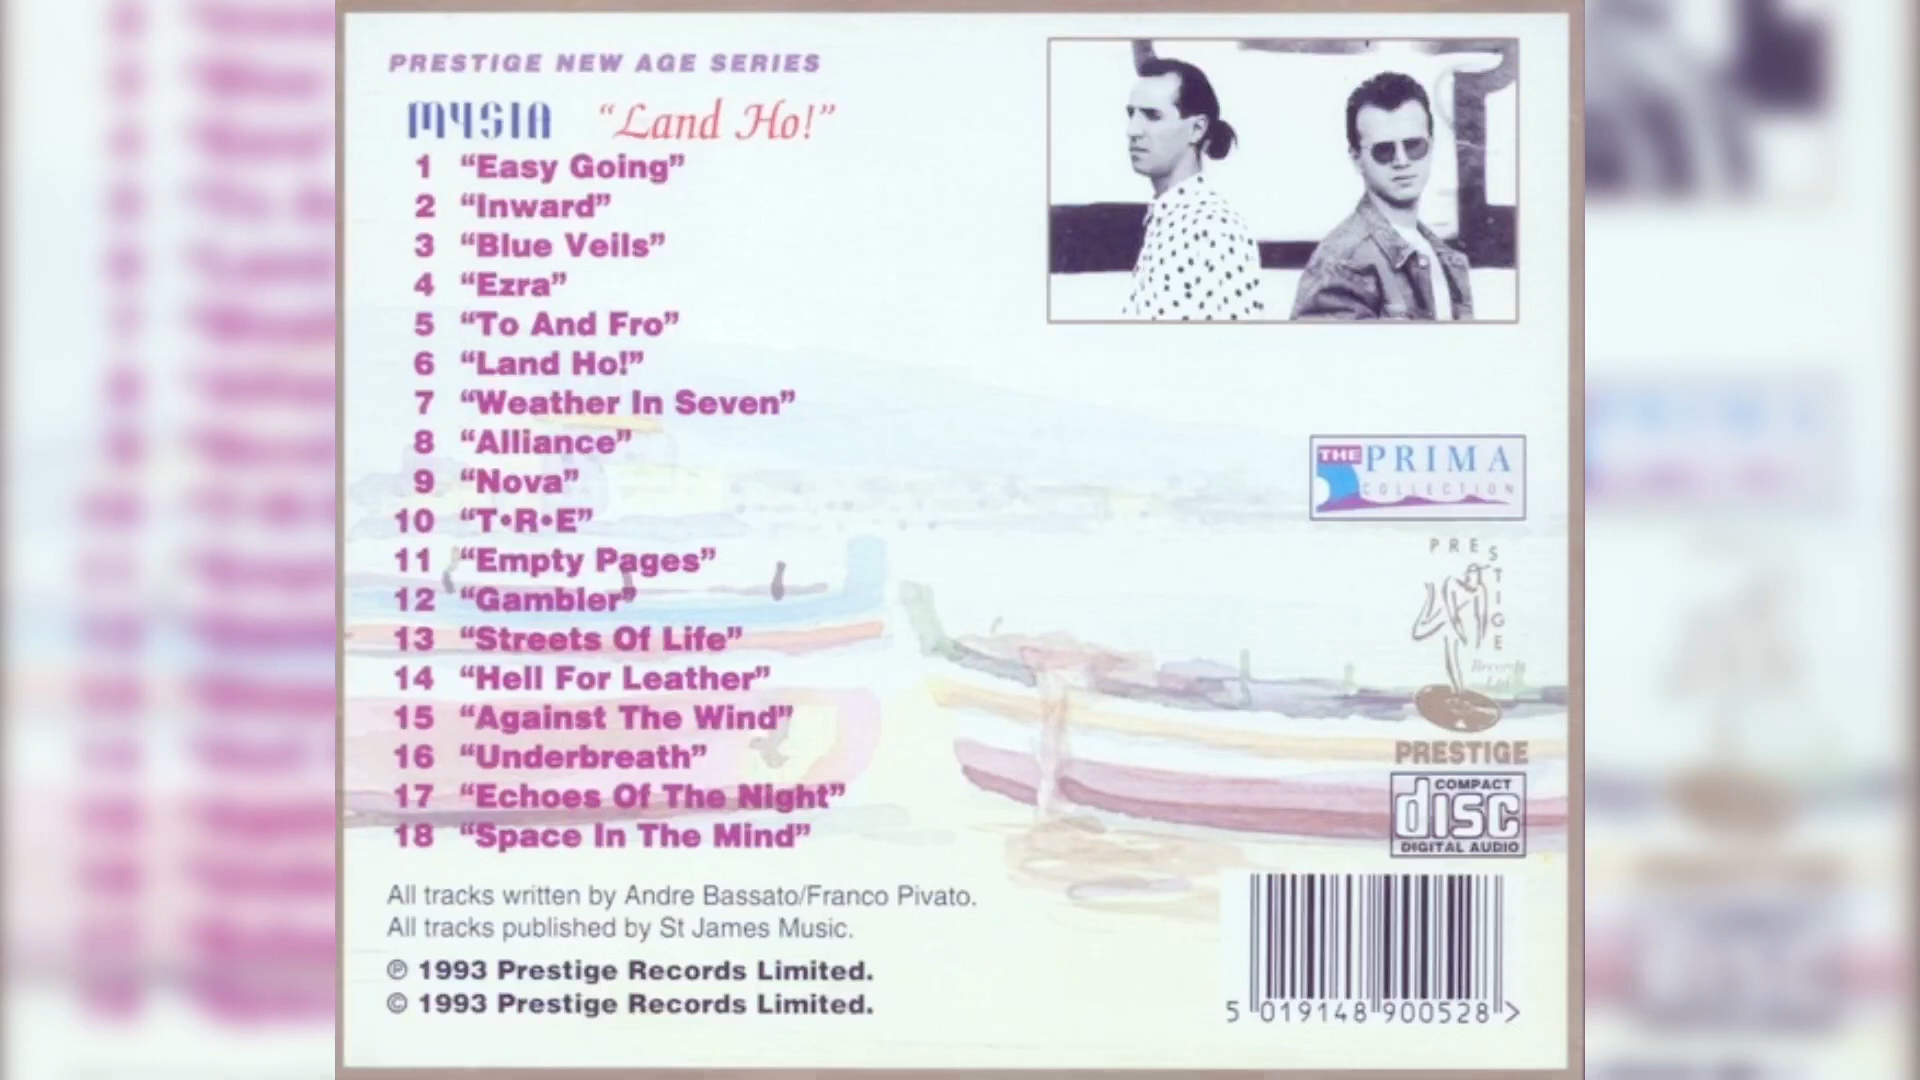 PRESTIGE NEW AGE SERIES
MYSIA “Land Ho!”
1 “Easy Going”
2 “Inward”
3 “Blue Veils”
4 “Ezra”
5 “To And Fro”
6 “Land Ho!”
7 “Weather In Seven”
8 “Alliance”
9 “Nova”
10 “T•R•E”
11 “Empty Pages”
12 “Gambler”
13 “Streets Of Life”
14 “Hell For Leather”
15 “Against The Wind”
16 “Underbreath”
17 “Echoes Of The Night”
18 “Space In The Mind”
All tracks written by Andre Bassato/Franco Pivato.
All tracks published by St James Music.
℗ 1993 Prestige Records Limited.
© 1993 Prestige Records Limited.
THE PRIMA
COLLECTION
PRESTIGE
Records
PRESTIGE
COMPACT
disc
DIGITAL AUDIO
5 019148 900528 >